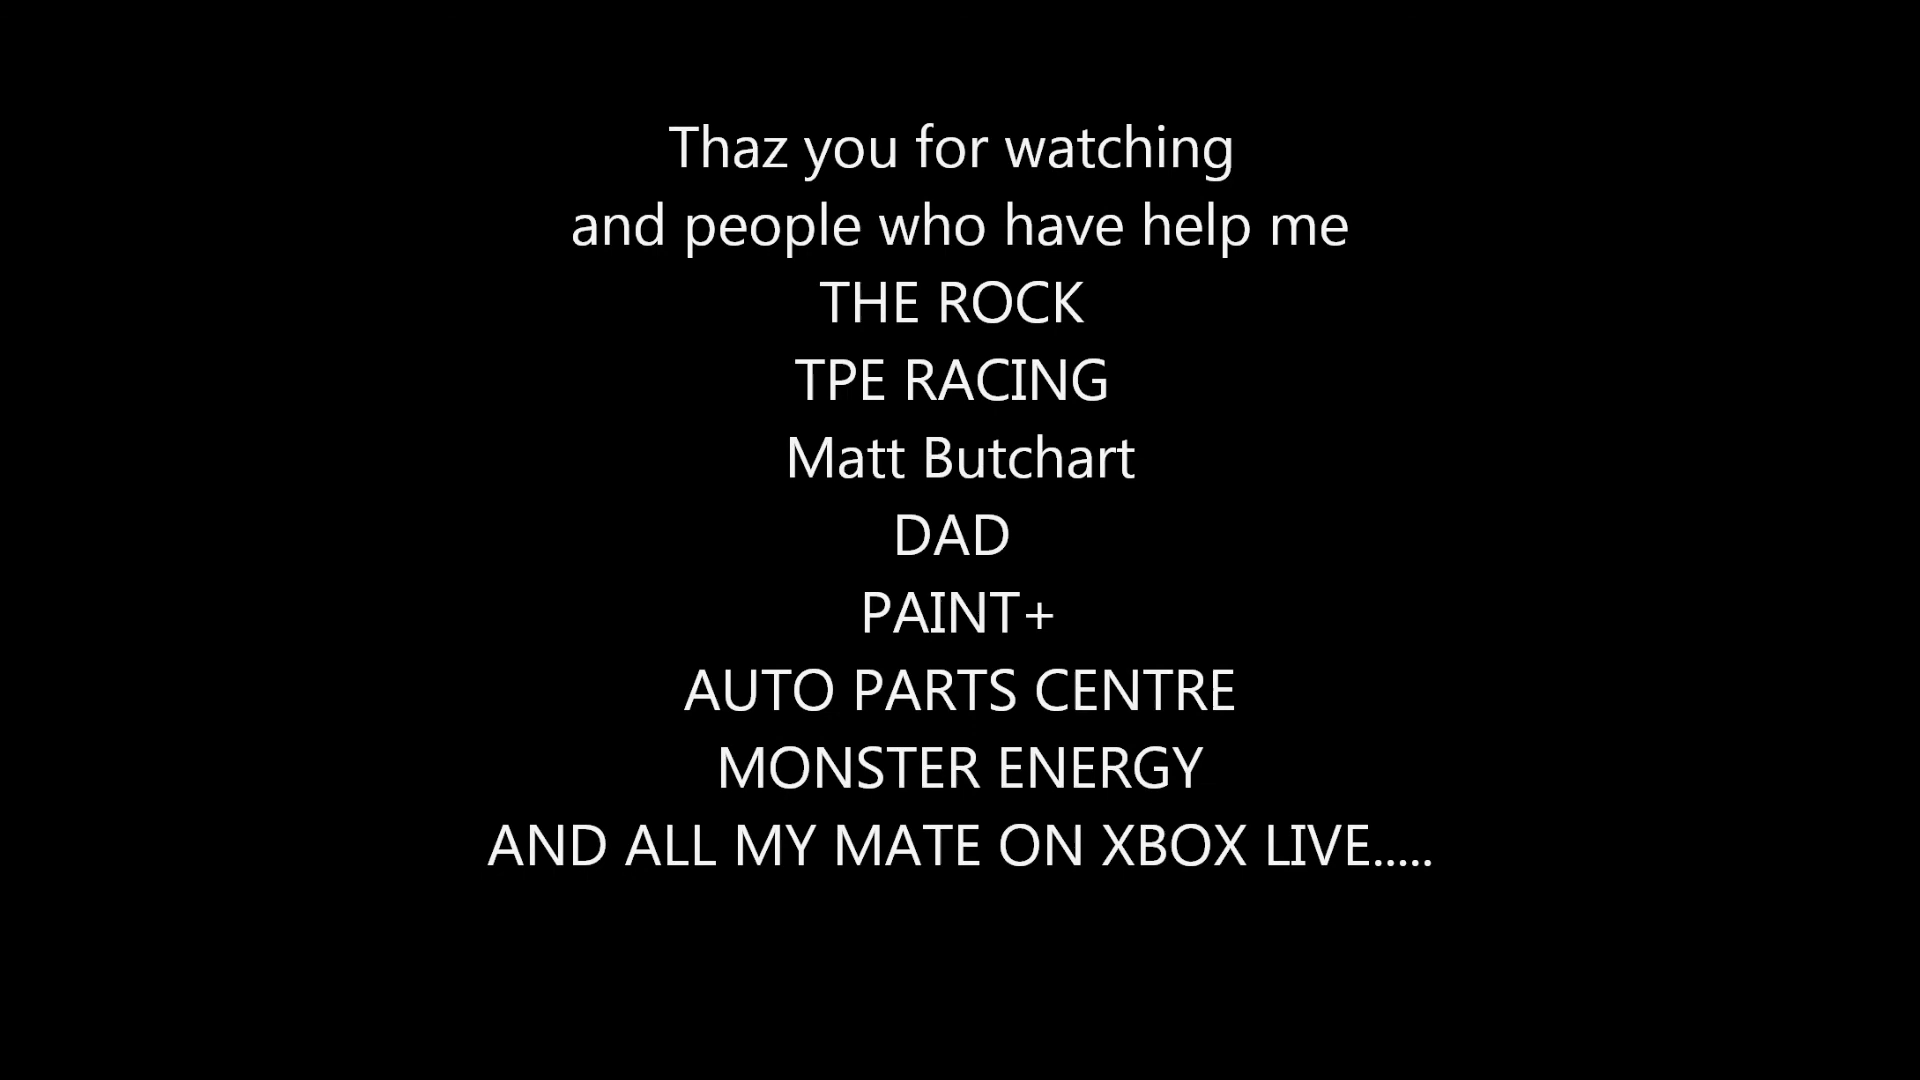 Thaz you for watching
and people who have help me
THE ROCK
TPE RACING
Matt Butchart
DAD
PAINT+
AUTO PARTS CENTRE
MONSTER ENERGY
AND ALL MY MATE ON XBOX LIVE.....